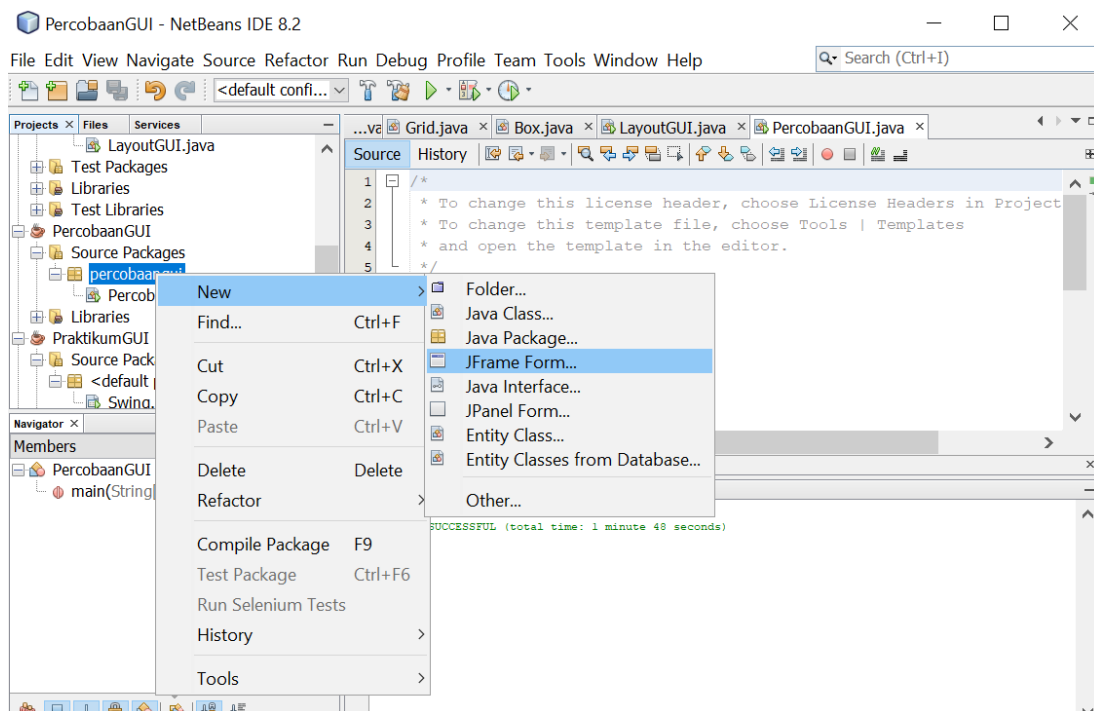 PercobaanGUI - NetBeans IDE 8.2
File Edit View Navigate Source Refactor Run Debug Profile Team Tools Window Help
Search (Ctrl+I)
<default confi...
Projects Files Services
LayoutGUI.java
Test Packages
Libraries
Test Libraries
PercobaanGUI
Source Packages
percobaangui
Percob
Libraries
PraktikumGUI
Source Pack
<default
Swing.
...va Grid.java Box.java LayoutGUI.java PercobaanGUI.java
Source History
1 /*
2 * To change this license header, choose License Headers in Project
3 * To change this template file, choose Tools | Templates
4 * and open the template in the editor.
5 */
New
Find... Ctrl+F
Cut Ctrl+X
Copy Ctrl+C
Paste Ctrl+V
Delete Delete
Refactor
Compile Package F9
Test Package Ctrl+F6
Run Selenium Tests
History
Tools
Folder...
Java Class...
Java Package...
JFrame Form...
Java Interface...
JPanel Form...
Entity Class...
Entity Classes from Database...
Other...
Navigator
Members
PercobaanGUI
main(String[
SUCCESSFUL (total time: 1 minute 48 seconds)